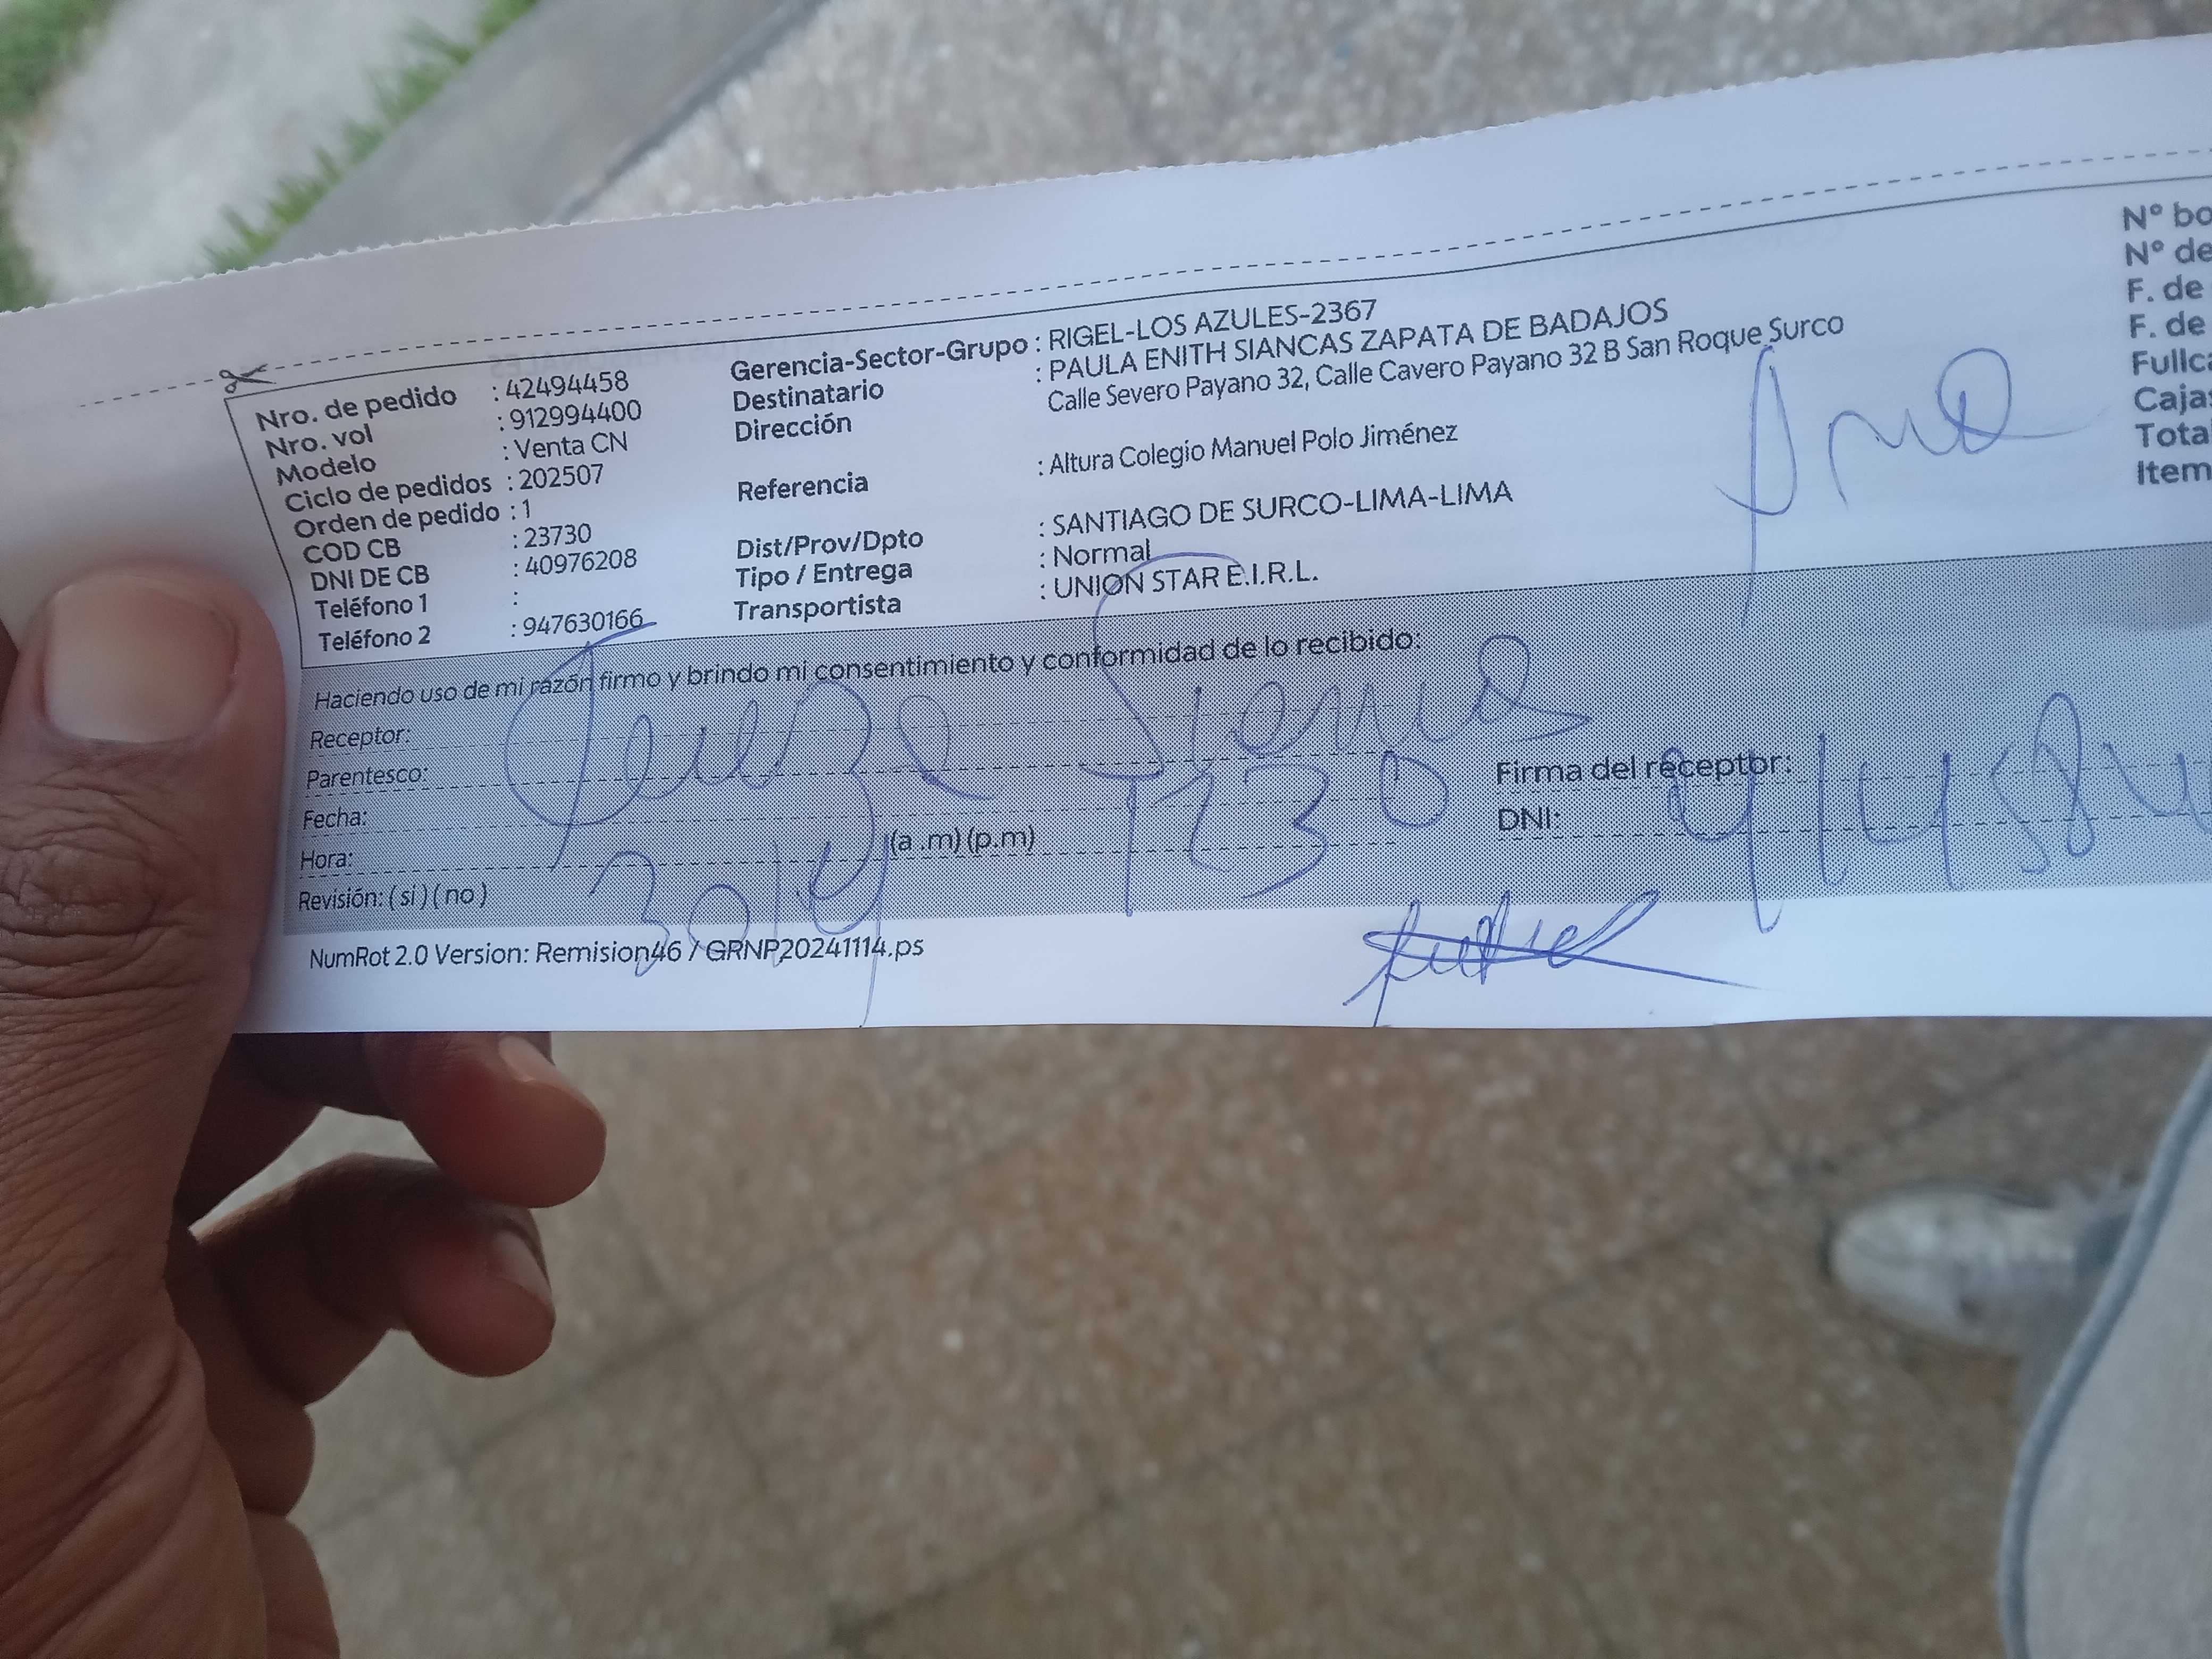 Nro. de pedido : 42494458
Nro. vol : 912994400
Modelo : Venta CN
Ciclo de pedidos : 202507
Orden de pedido : 1
COD CB : 23730
DNI DE CB : 40976208
Teléfono 1 :
Teléfono 2 : 947630166
Gerencia-Sector-Grupo : RIGEL-LOS AZULES-2367
Destinatario : PAULA ENITH SIANCAS ZAPATA DE BADAJOS
Dirección Calle Severo Payano 32, Calle Cavero Payano 32 B San Roque Surco
Referencia : Altura Colegio Manuel Polo Jiménez
Dist/Prov/Dpto : SANTIAGO DE SURCO-LIMA-LIMA
Tipo / Entrega : Normal
Transportista : UNION STAR E.I.R.L.
Nº bo
Nº de
F. de
F. de
Fullca
Cajas
Total
Item
Haciendo uso de mi razón firmo y brindo mi consentimiento y conformidad de lo recibido:
Receptor:
Parentesco:
Fecha:
Hora: (a .m) (p.m)
Revisión: ( si ) ( no )
Firma del receptor:
DNI:
NumRot 2.0 Version: Remision46 / GRNP20241114.ps